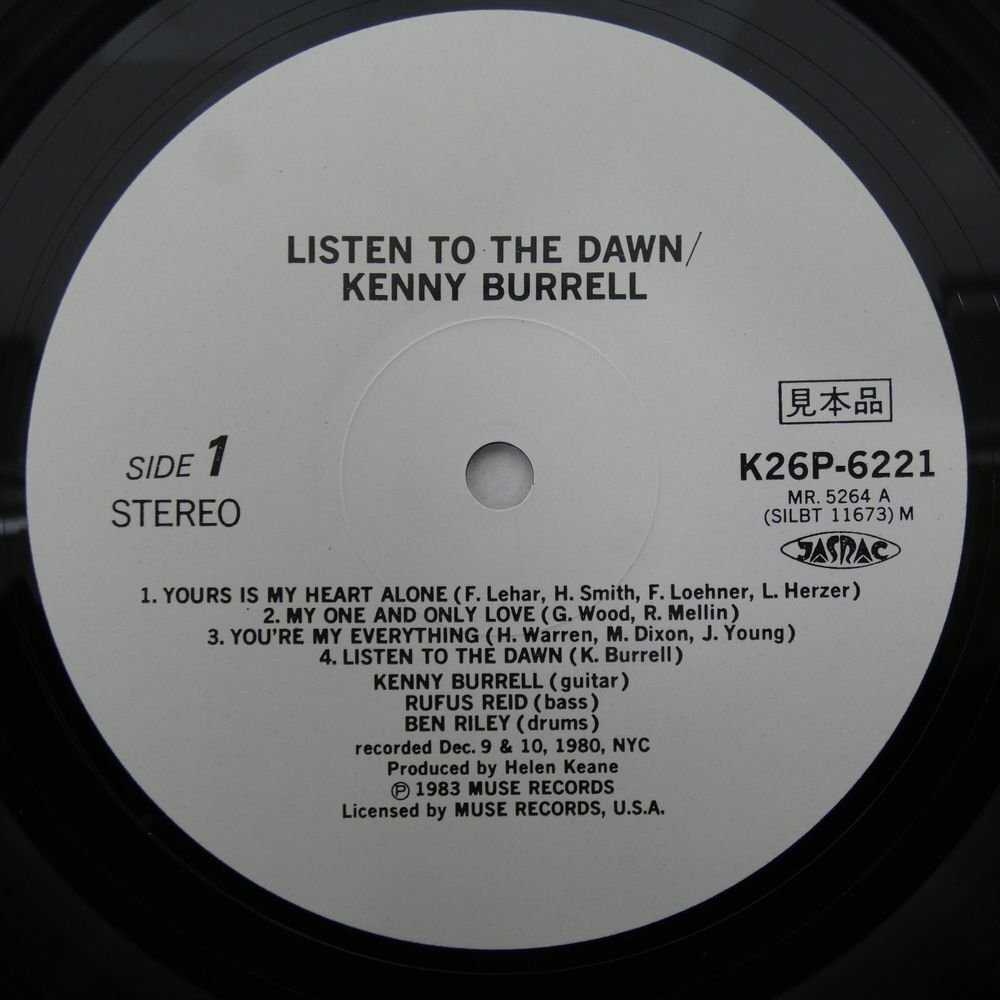 LISTEN TO THE DAWN/
KENNY BURRELL
見本品
SIDE 1
STEREO
K26P-6221
MR. 5264 A
(SILBT 11673) M
JASRAC
1. YOURS IS MY HEART ALONE (F. Lehar, H. Smith, F. Loehner, L. Herzer)
2. MY ONE AND ONLY LOVE (G. Wood, R. Mellin)
3. YOU'RE MY EVERYTHING (H. Warren, M. Dixon, J. Young)
4. LISTEN TO THE DAWN (K. Burrell)
KENNY BURRELL (guitar)
RUFUS REID (bass)
BEN RILEY (drums)
recorded Dec. 9 & 10, 1980, NYC
Produced by Helen Keane
℗ 1983 MUSE RECORDS
Licensed by MUSE RECORDS, U.S.A.